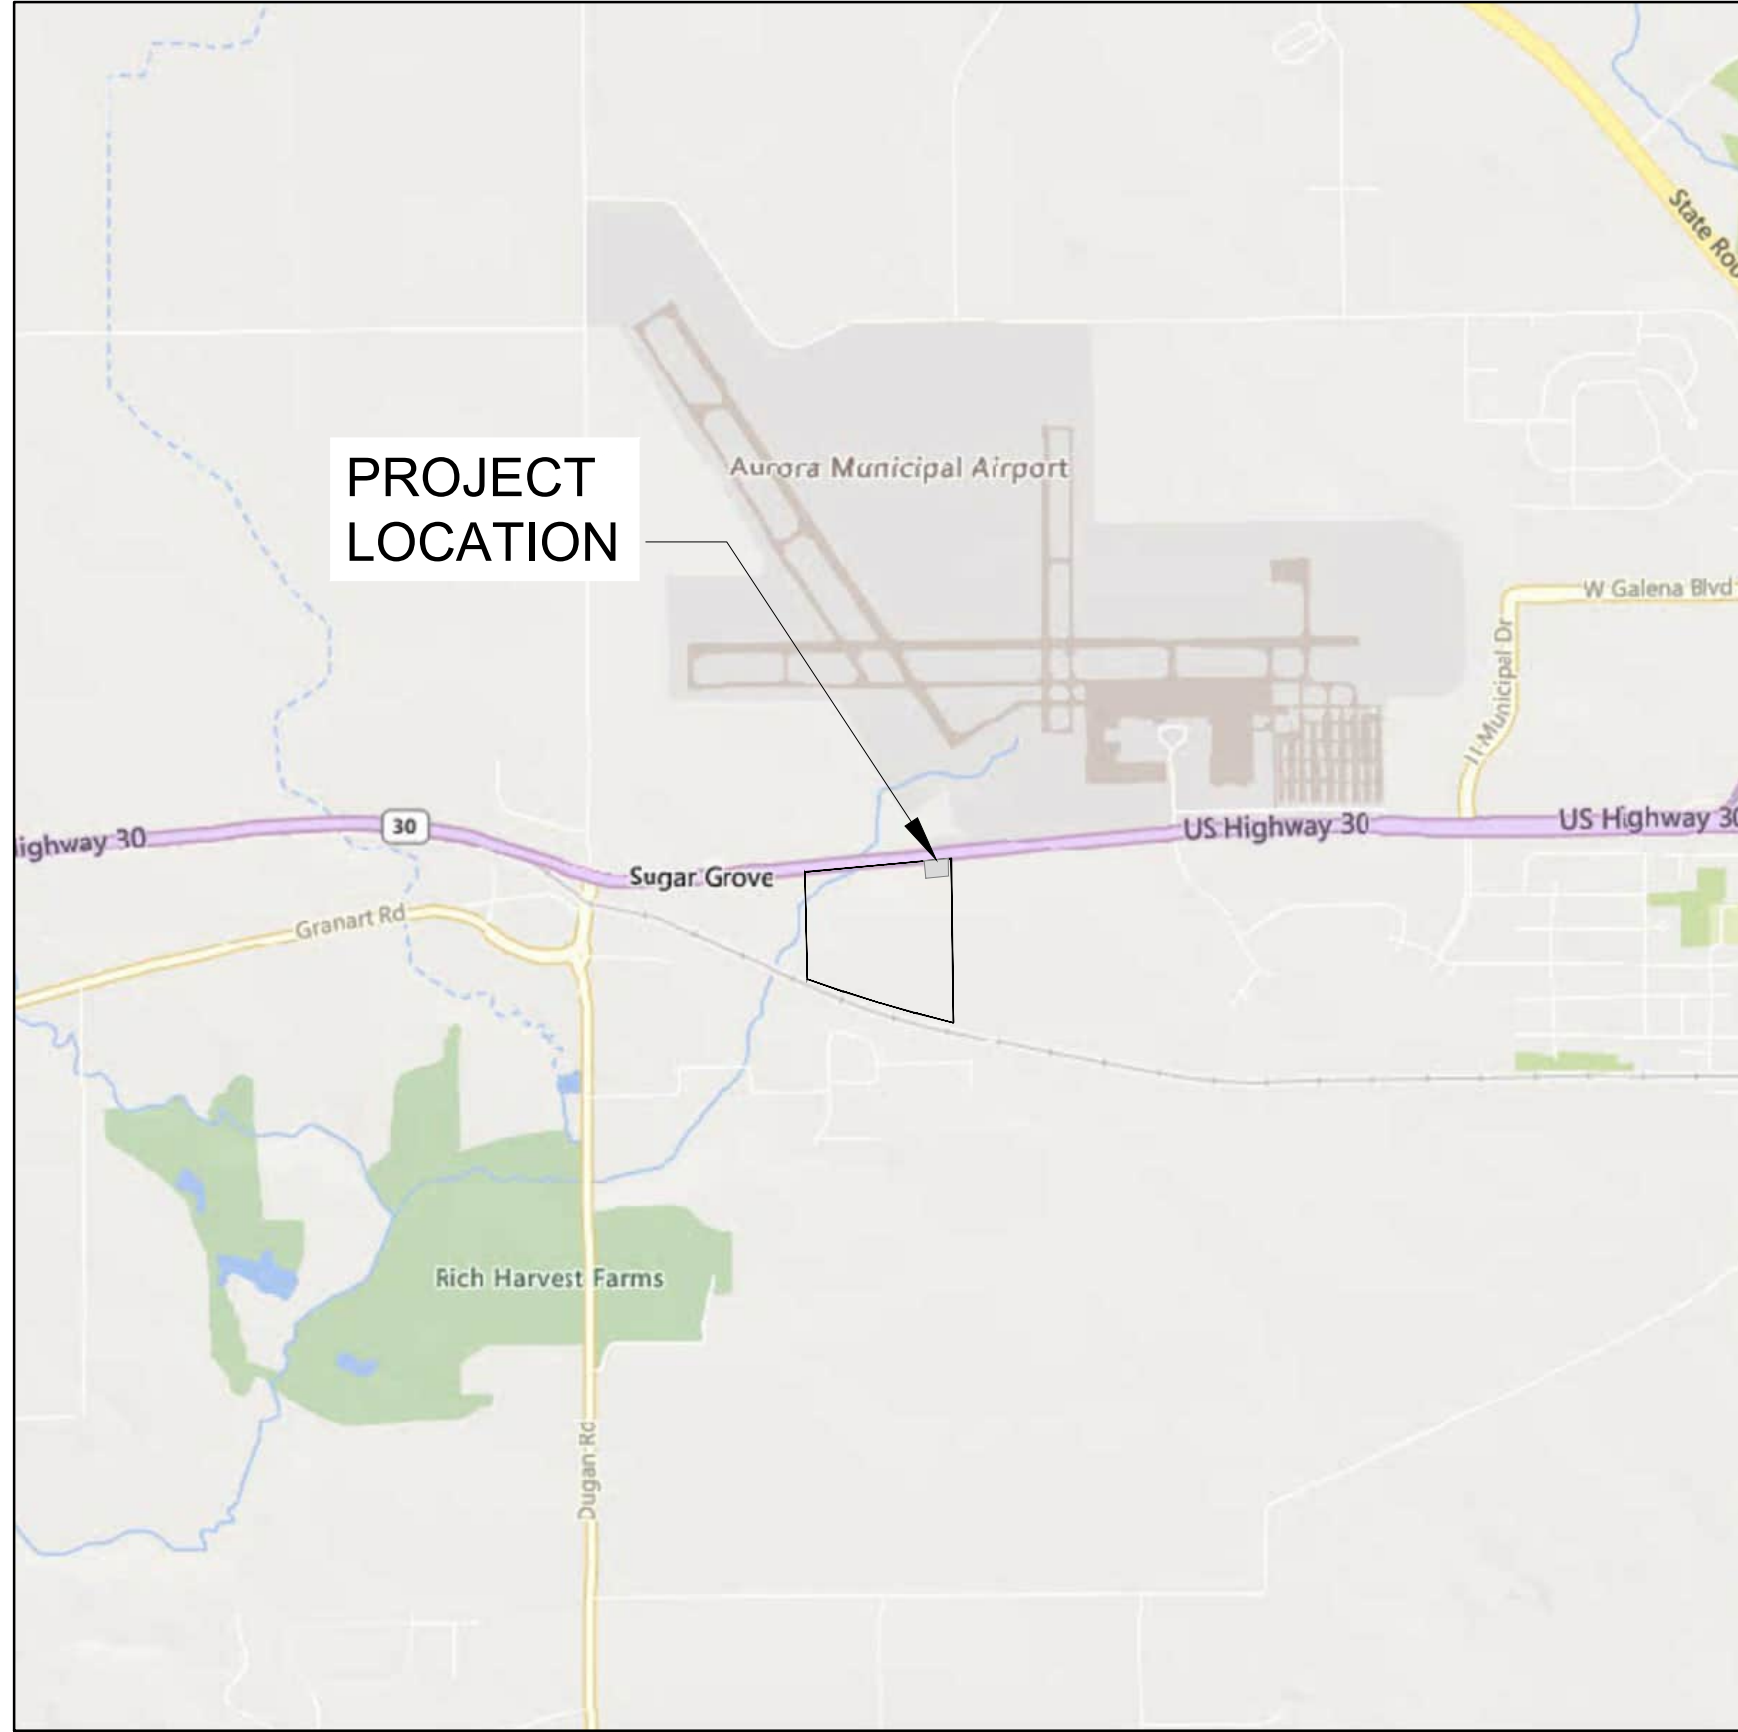 State Rou
PROJECT
LOCATION
Aurora Municipal Airport
W Galena Blvd
Municipal Dr
ighway 30
30
US Highway 30
US Highway 30
Sugar Grove
Granart Rd
Rich Harvest Farms
Dugan Rd